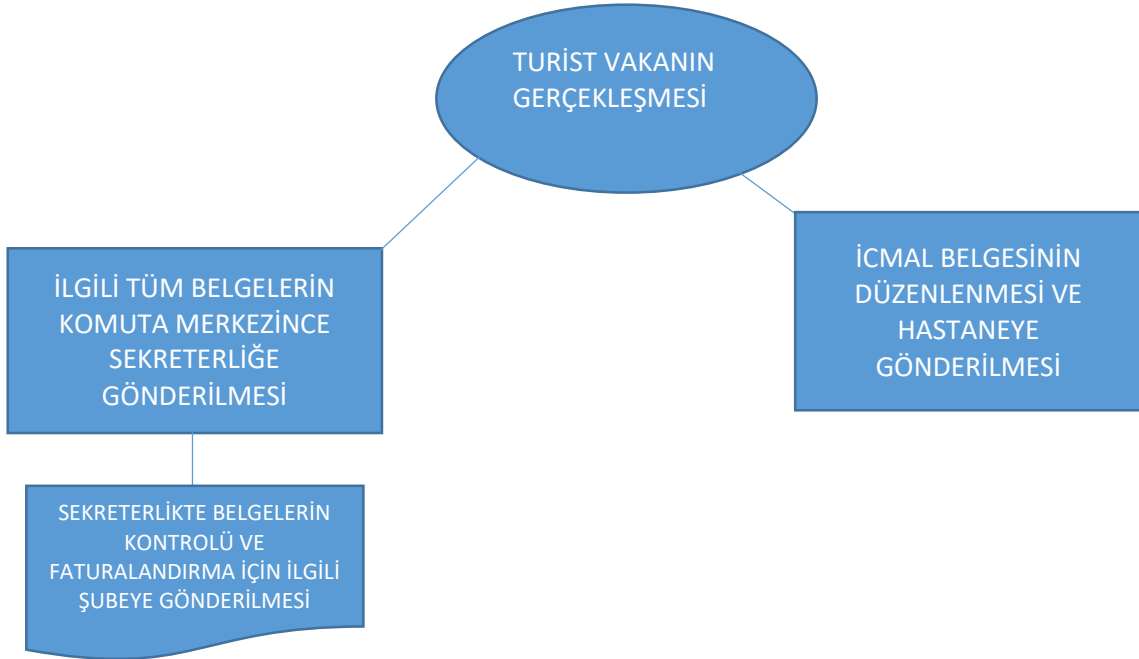 TURİST VAKANIN
GERÇEKLEŞMESİ
İLGİLİ TÜM BELGELERİN
KOMUTA MERKEZİNCE
SEKRETERLİĞE
GÖNDERİLMESİ
İCMAL BELGESİNİN
DÜZENLENMESİ VE
HASTANEYE
GÖNDERİLMESİ
SEKRETERLİKTE BELGELERİN
KONTROLÜ VE
FATURALANDIRMA İÇİN İLGİLİ
ŞUBEYE GÖNDERİLMESİ